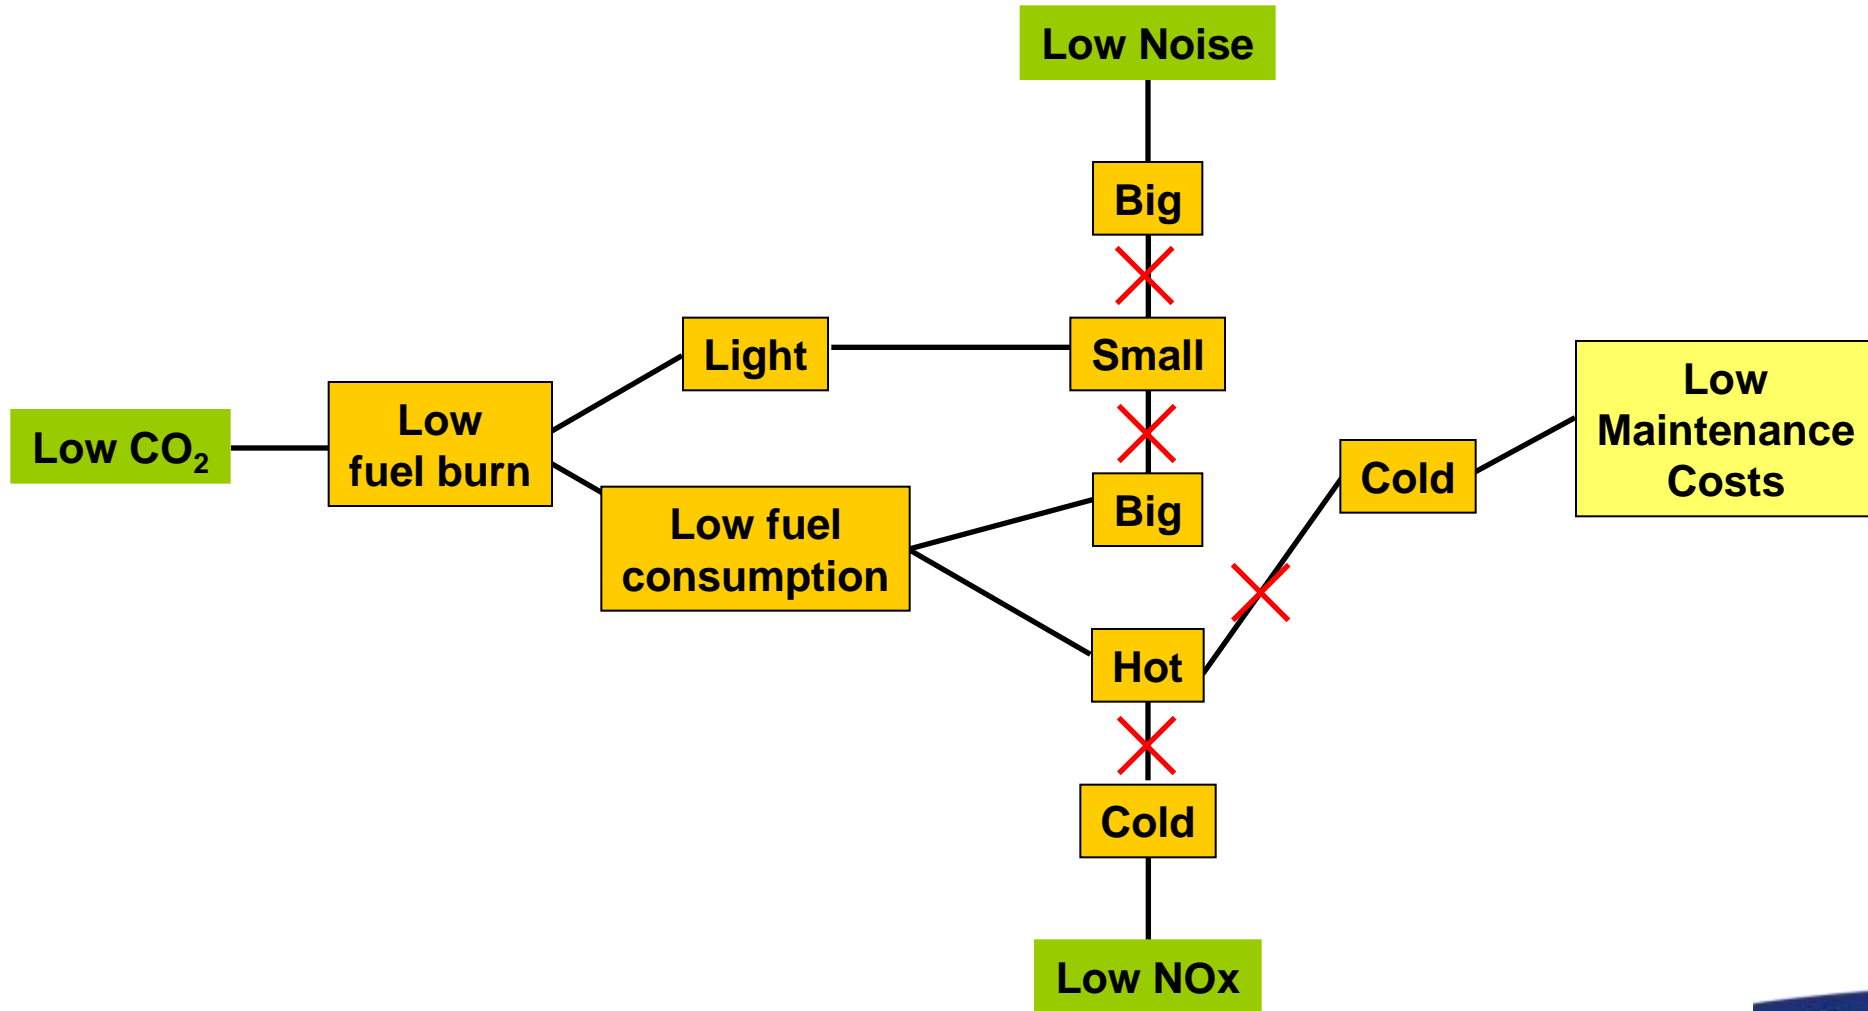 Low Noise
Big
Light
Small
Low
fuel burn
Low CO₂
Low fuel
consumption
Big
Cold
Low
Maintenance
Costs
Hot
Cold
Low NOx